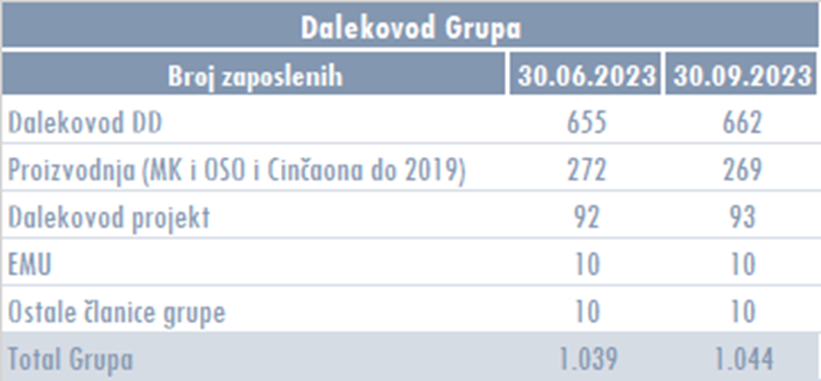 Dalekovod Grupa
Broj zaposlenih 30.06.2023 30.09.2023
Dalekovod DD 655 662
Proizvodnja (MK i OSO i Cinčaona do 2019) 272 269
Dalekovod projekt 92 93
EMU 10 10
Ostale članice grupe 10 10
Total Grupa 1.039 1.044